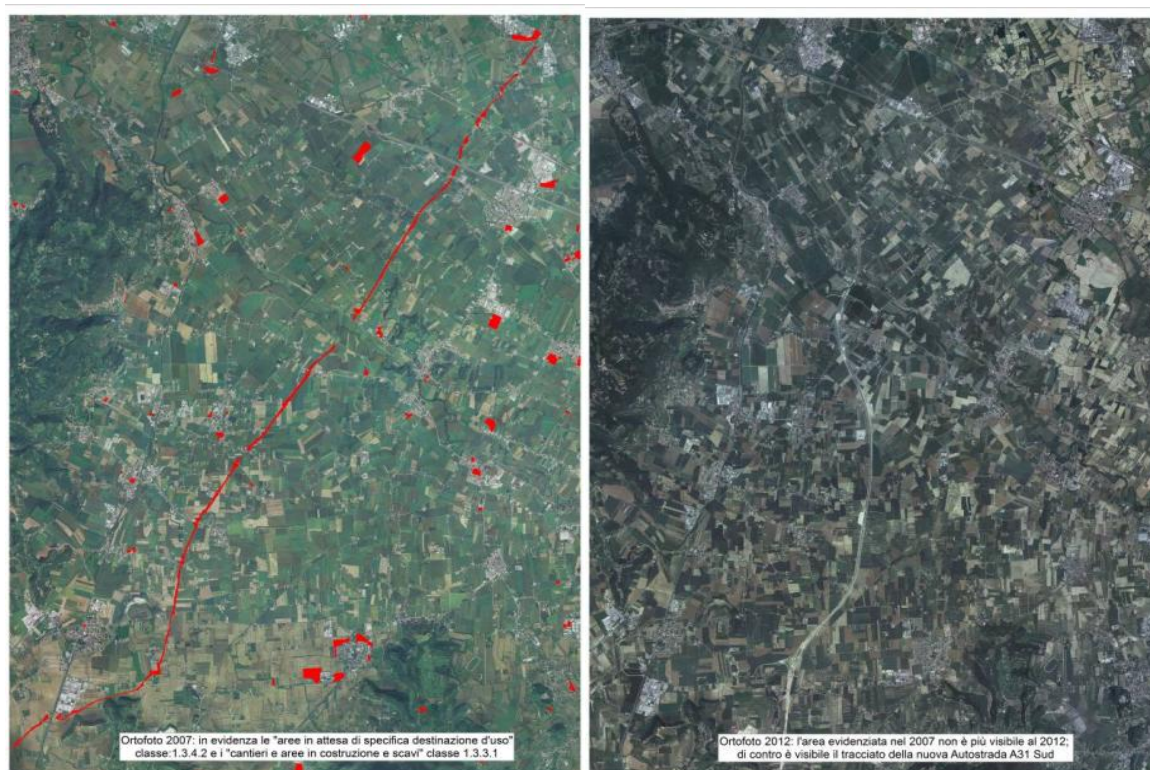 Ortofoto 2007: in evidenza le "aree in attesa di specifica destinazione d'uso"
classe:1.3.4.2 e i "cantieri e aree in costruzione e scavi" classe 1.3.3.1
Ortofoto 2012: l'area evidenziata nel 2007 non è più visibile al 2012;
di contro è visibile il tracciato della nuova Autostrada A31 Sud